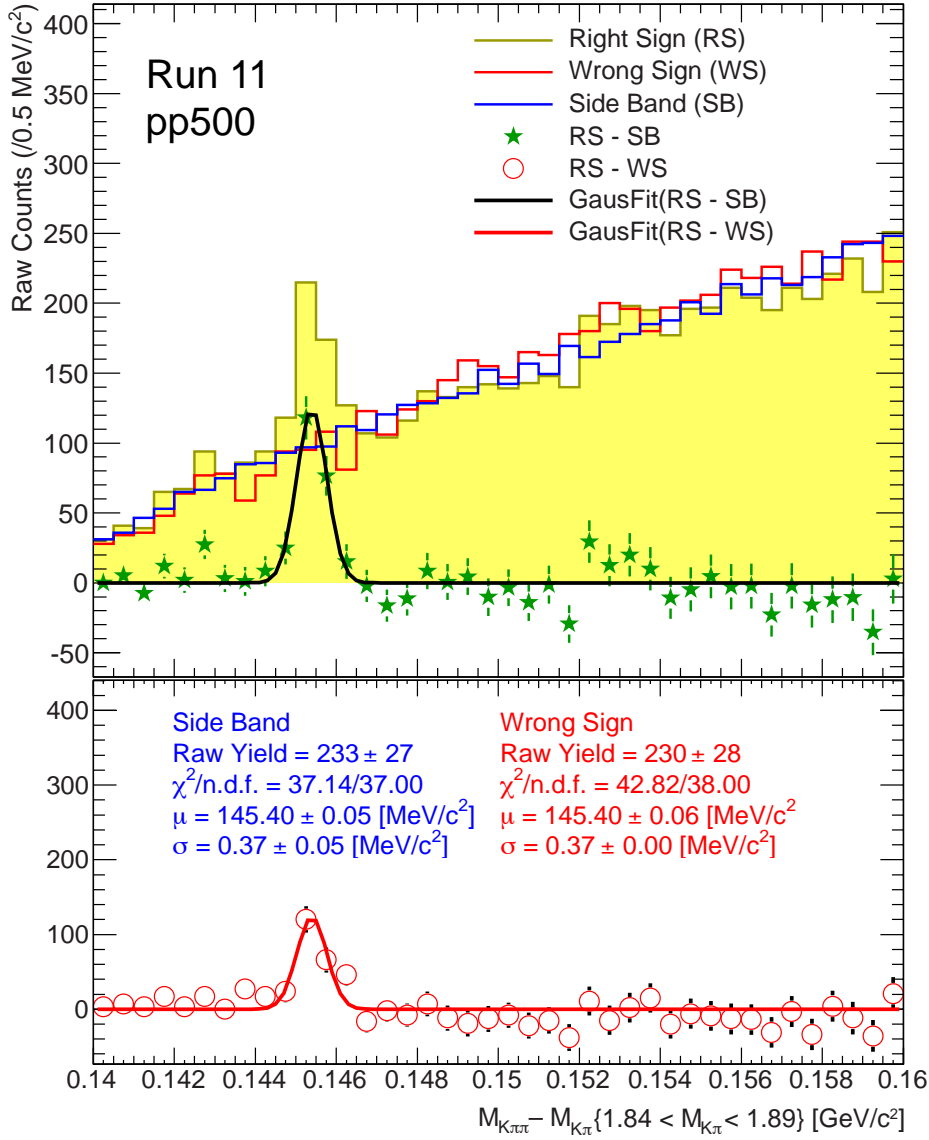 Raw Counts (/0.5 MeV/c²)
400
350
300
250
200
150
100
50
0
-50
Run 11
pp500
Right Sign (RS)
Wrong Sign (WS)
Side Band (SB)
RS - SB
RS - WS
GausFit(RS - SB)
GausFit(RS - WS)
400
300
200
100
0
Side Band
Raw Yield = 233 ± 27
χ²/n.d.f. = 37.14/37.00
μ = 145.40 ± 0.05 [MeV/c²]
σ = 0.37 ± 0.05 [MeV/c²]
Wrong Sign
Raw Yield = 230 ± 28
χ²/n.d.f. = 42.82/38.00
μ = 145.40 ± 0.06 [MeV/c²
σ = 0.37 ± 0.00 [MeV/c²]
0.14 0.142 0.144 0.146 0.148 0.15 0.152 0.154 0.156 0.158 0.16
M_Kππ − M_Kπ {1.84 < M_Kπ < 1.89} [GeV/c²]